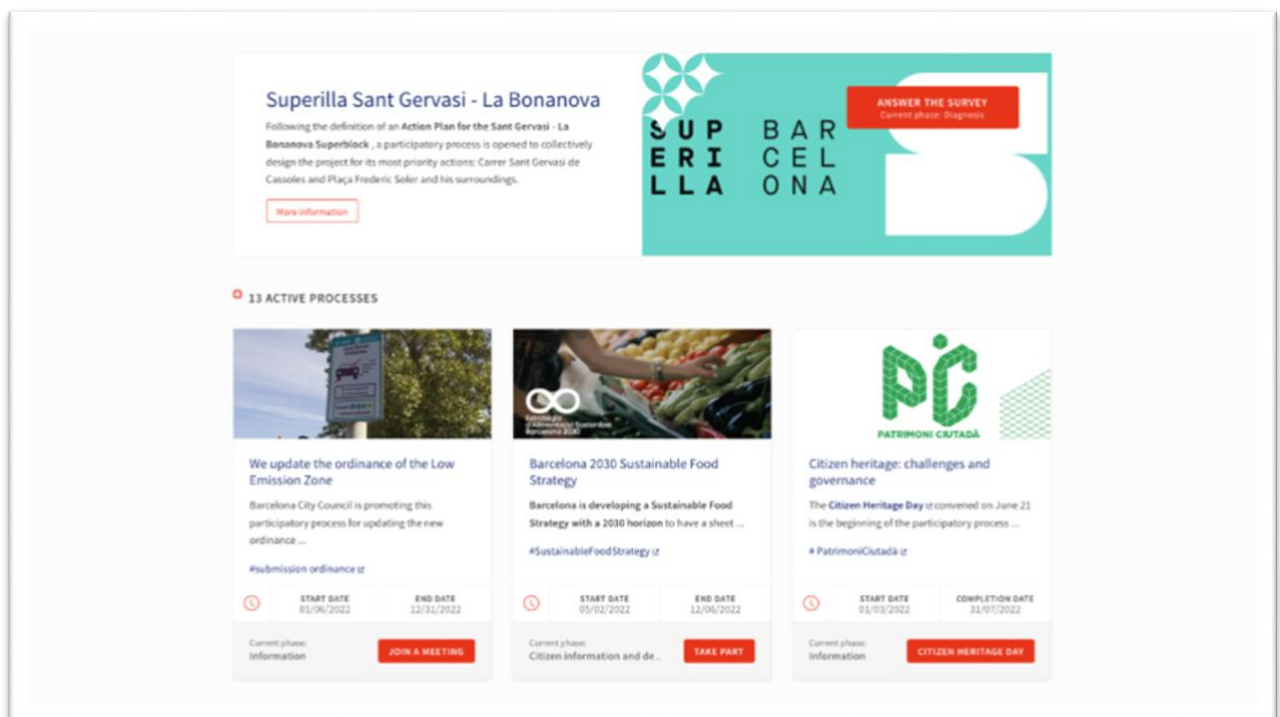 Superilla Sant Gervasi - La Bonanova
Following the definition of an Action Plan for the Sant Gervasi - La
Bonanova Superblock , a participatory process is opened to collectively
design the project for its most priority actions: Carrer Sant Gervasi de
Cassoles and Plaça Frederic Soler and his surroundings.
More information
SUP BAR
ERI CEL
LLA ONA
ANSWER THE SURVEY
Current phase: Diagnosis
13 ACTIVE PROCESSES
We update the ordinance of the Low
Emission Zone
Barcelona City Council is promoting this
participatory process for updating the new
ordinance ...
#submission ordinance
START DATE
01/06/2022
END DATE
12/31/2022
Current phase:
Information
JOIN A MEETING
Estratègia
d'Alimentació Sostenible
Barcelona 2030
Barcelona 2030 Sustainable Food
Strategy
Barcelona is developing a Sustainable Food
Strategy with a 2030 horizon to have a sheet ...
#SustainableFoodStrategy
START DATE
05/02/2022
END DATE
12/06/2022
Current phase:
Citizen information and de...
TAKE PART
PC
PATRIMONI CIUTADÀ
Citizen heritage: challenges and
governance
The Citizen Heritage Day convened on June 21
is the beginning of the participatory process ...
# PatrimoniCiutadà
START DATE
01/03/2022
COMPLETION DATE
31/07/2022
Current phase:
Information
CITIZEN HERITAGE DAY